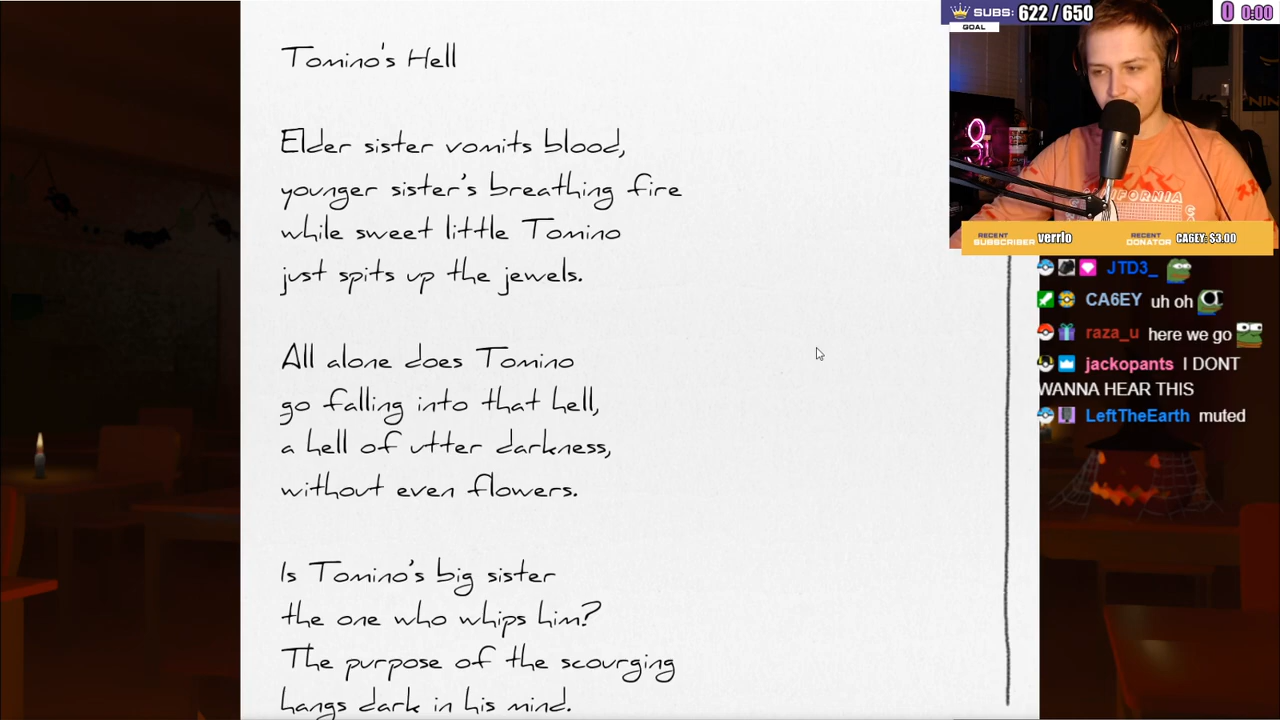 Tomino's Hell
Elder sister vomits blood,
younger sister's breathing fire
while sweet little Tomino
just spits up the jewels.
All alone does Tomino
go falling into that hell,
a hell of utter darkness,
without even flowers.
Is Tomino's big sister
the one who whips him?
The purpose of the scourging
hangs dark in his mind.
SUBS: 622 / 650
GOAL
0 0:00
CALIFORNIA
RECENT SUBSCRIBER verrio
RECENT DONATOR CA6EY: $3.00
JTD3_
CA6EY uh oh
raza_u here we go
jackopants I DONT
WANNA HEAR THIS
LeftTheEarth muted